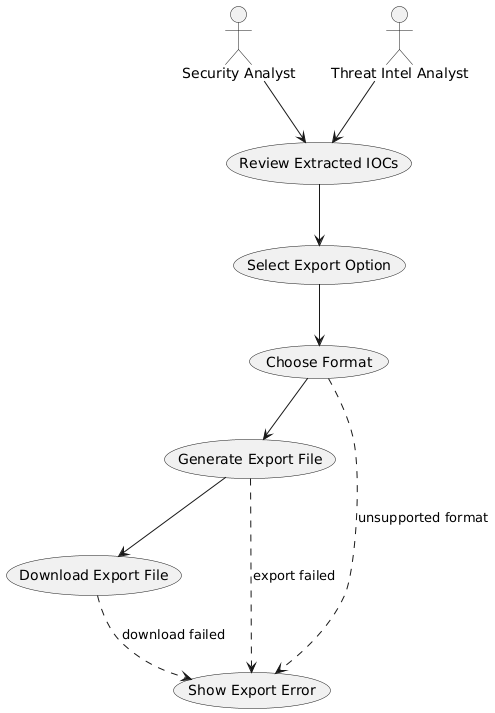 Security Analyst
Threat Intel Analyst
Review Extracted IOCs
Select Export Option
Choose Format
Generate Export File
unsupported format
Download Export File
export failed
download failed
Show Export Error